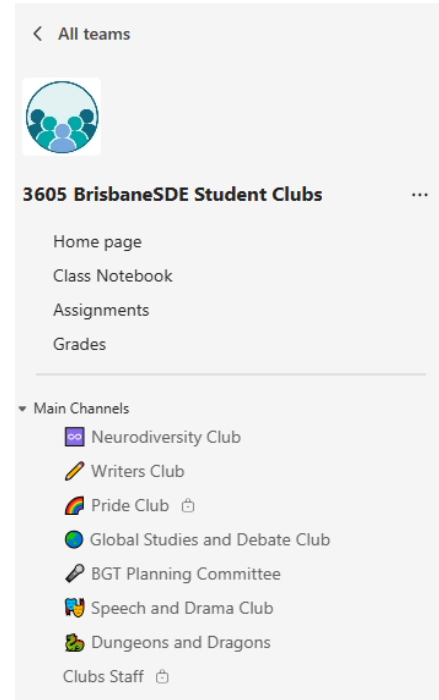 All teams
3605 BrisbaneSDE Student Clubs
Home page
Class Notebook
Assignments
Grades
Main Channels
Neurodiversity Club
Writers Club
Pride Club
Global Studies and Debate Club
BGT Planning Committee
Speech and Drama Club
Dungeons and Dragons
Clubs Staff